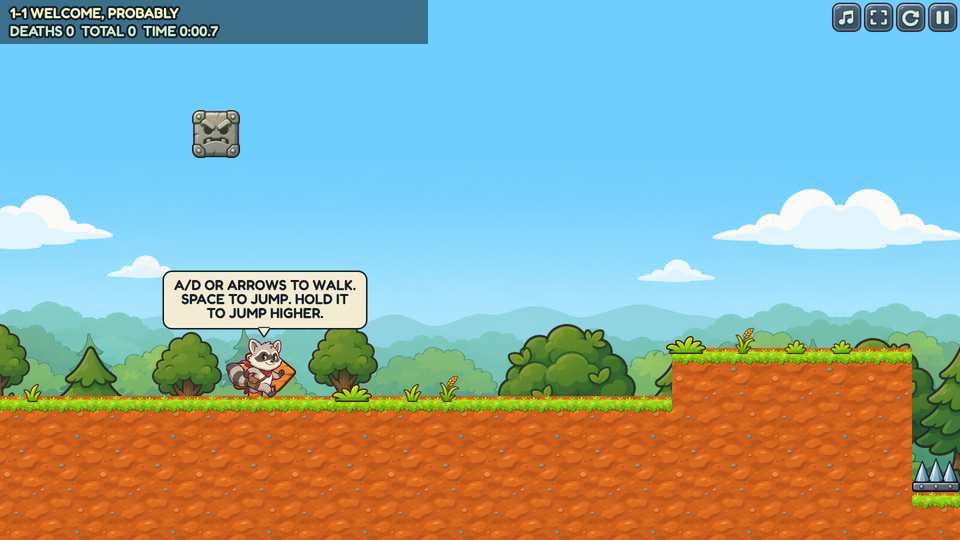 1-1 WELCOME, PROBABLY
DEATHS 0 TOTAL 0 TIME 0:00.7
A/D OR ARROWS TO WALK.
SPACE TO JUMP. HOLD IT
TO JUMP HIGHER.